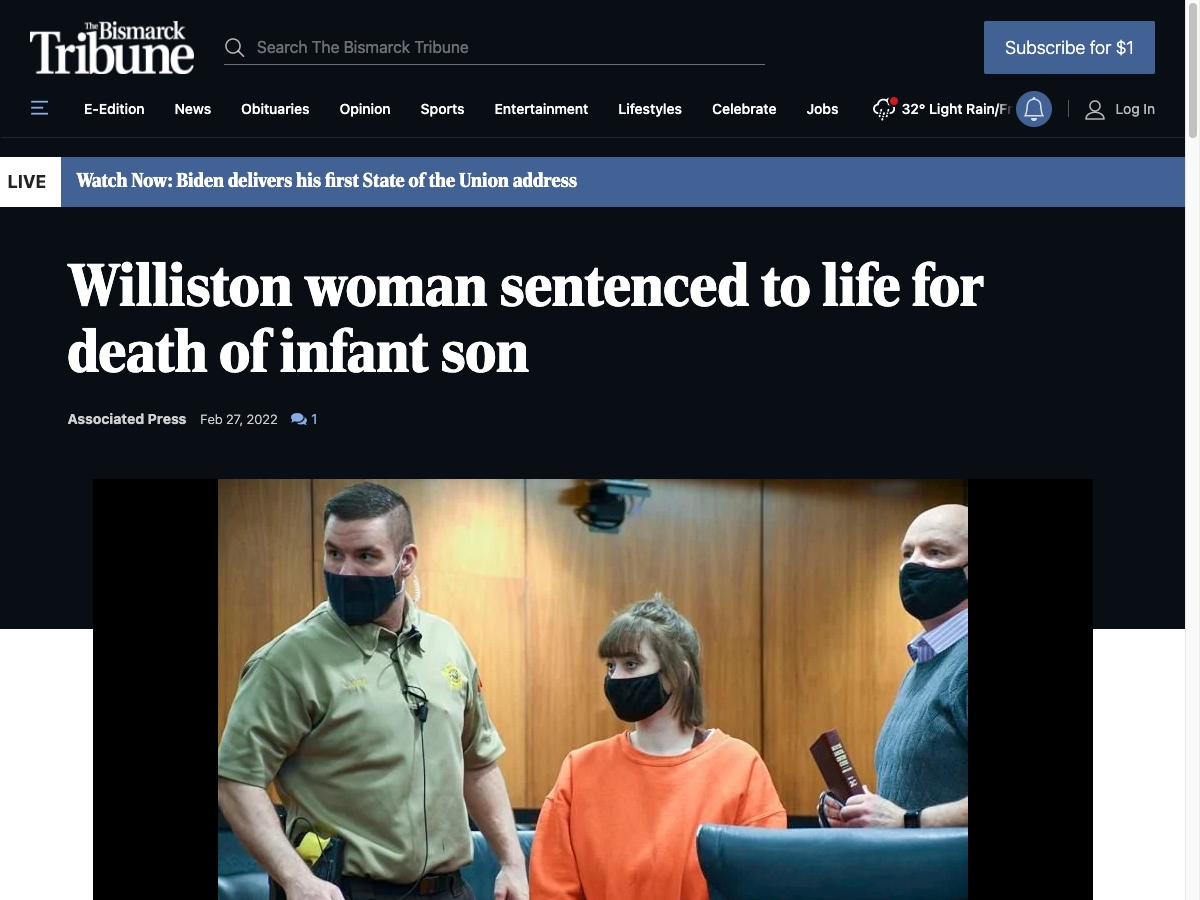 The Bismarck
Tribune
Search The Bismarck Tribune
Subscribe for $1
E-Edition News Obituaries Opinion Sports Entertainment Lifestyles Celebrate Jobs 32° Light Rain/Fr Log In
LIVE Watch Now: Biden delivers his first State of the Union address
Williston woman sentenced to life for
death of infant son
Associated Press Feb 27, 2022 1